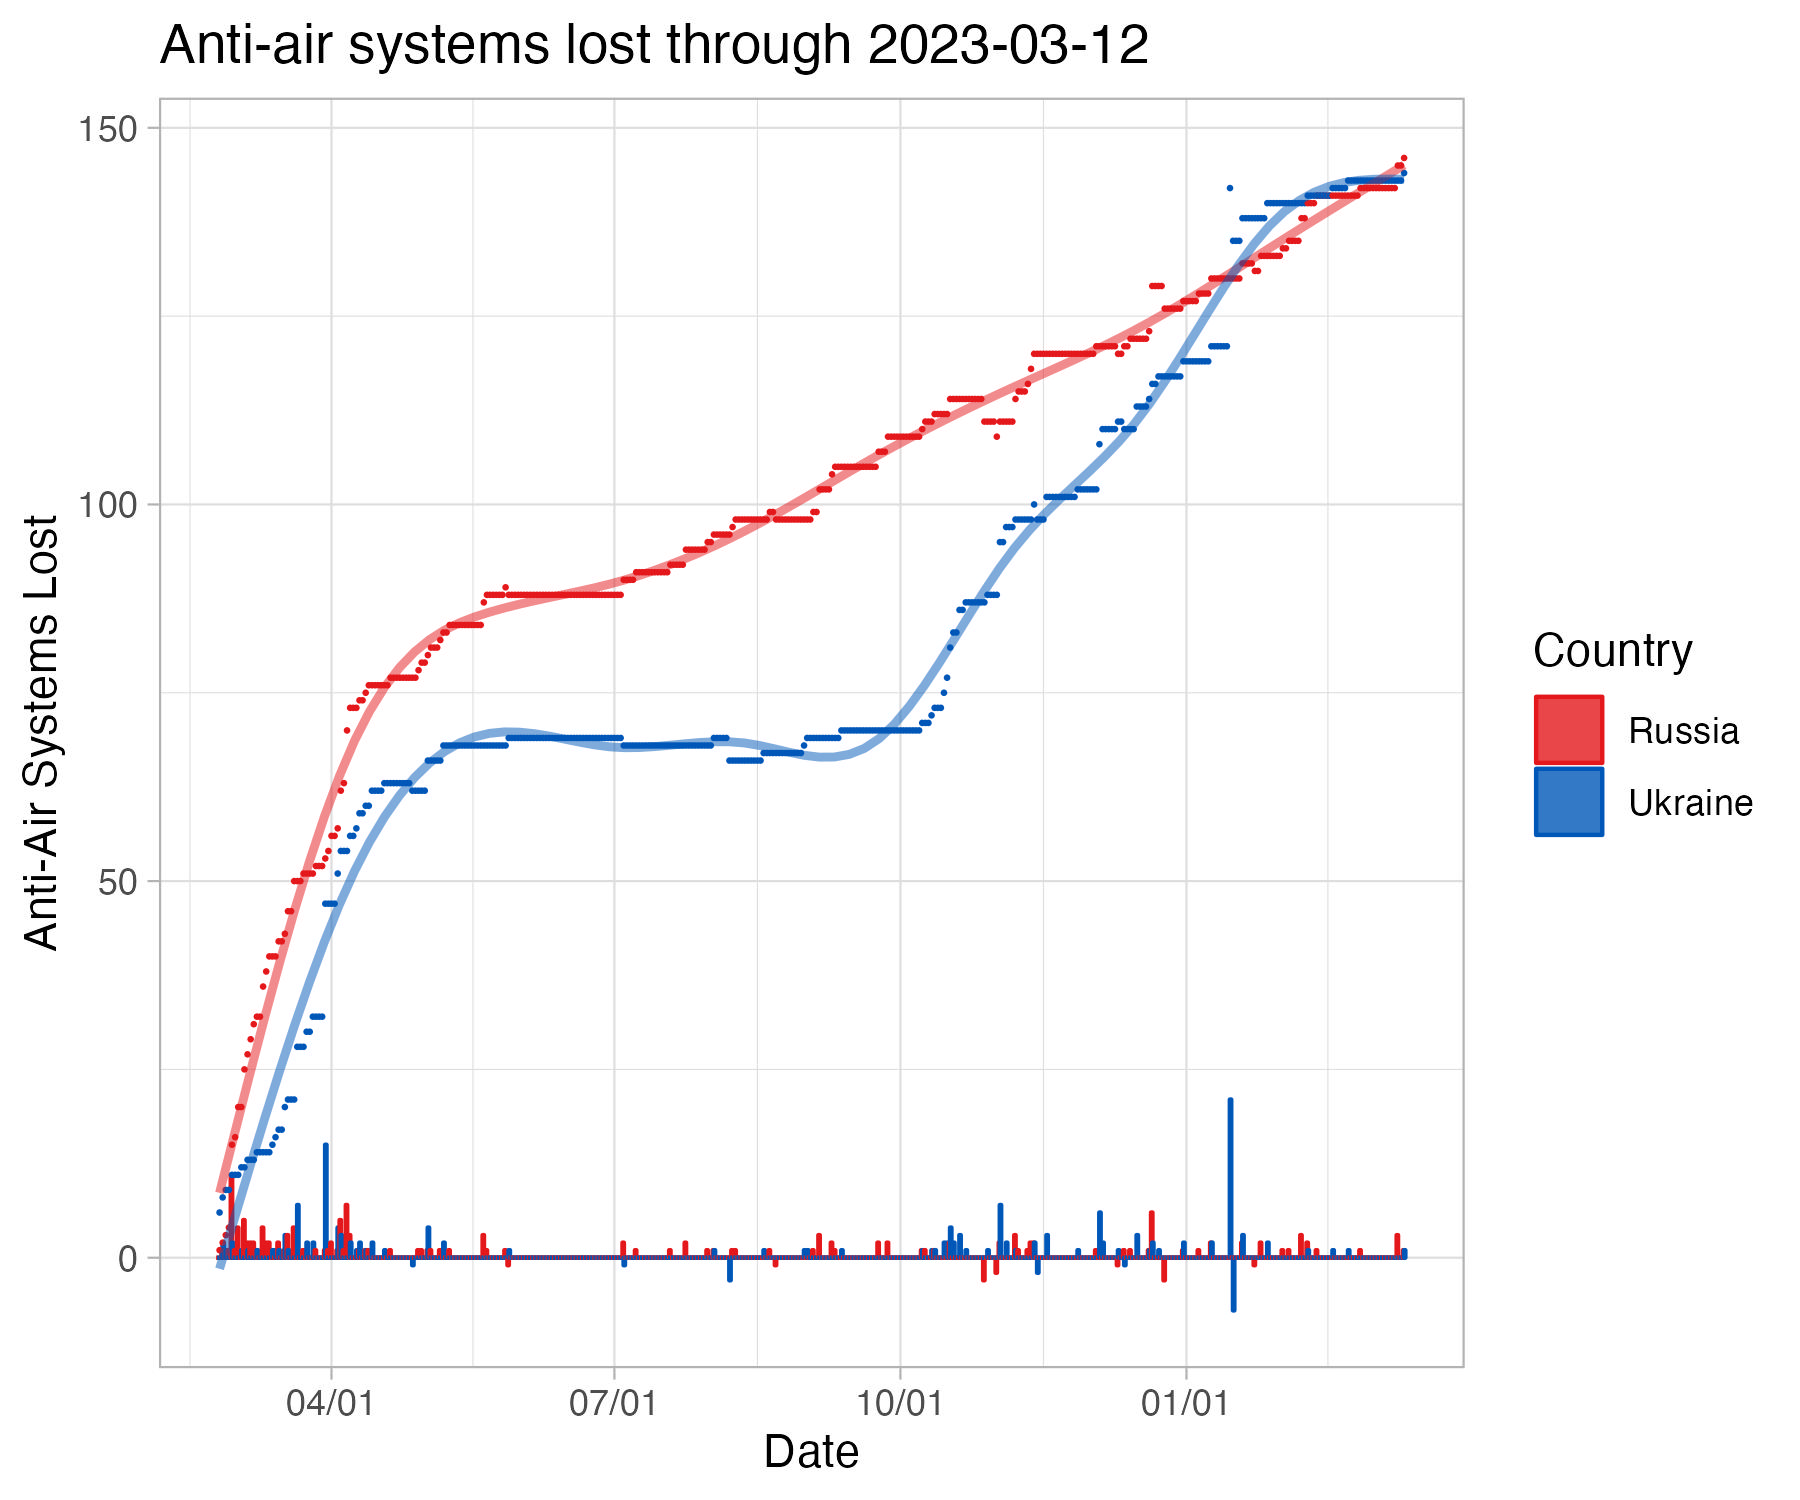 Anti-air systems lost through 2023-03-12
150
100
50
0
Anti-Air Systems Lost
04/01
07/01
10/01
01/01
Date
Country
Russia
Ukraine